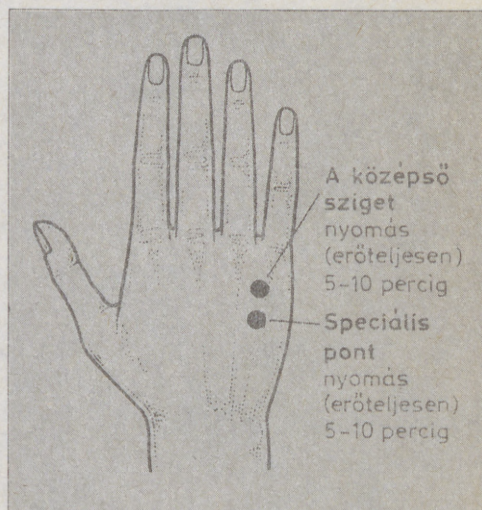 A középső
sziget
nyomás
(erőteljesen)
5-10 percig
Speciális
pont
nyomás
(erőteljesen)
5-10 percig